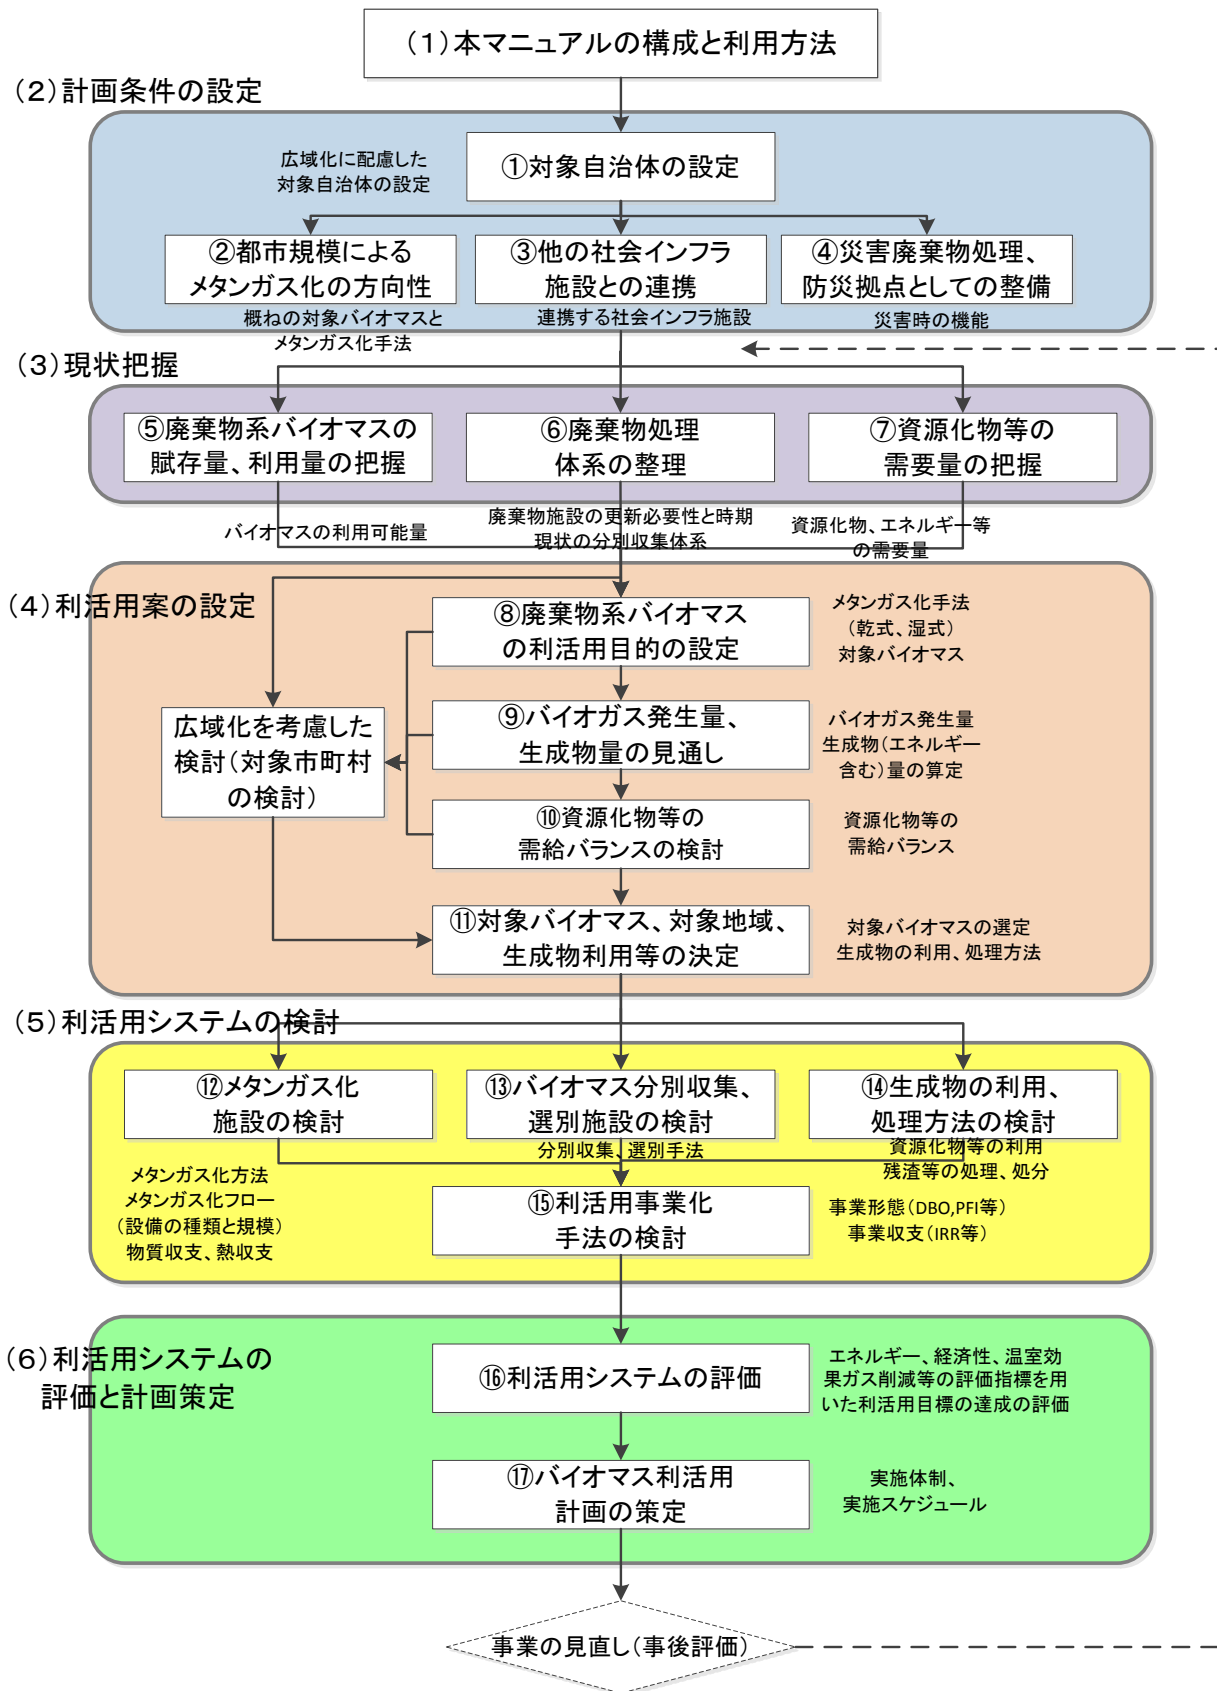 (1)本マニュアルの構成と利用方法
(2)計画条件の設定
広域化に配慮した
対象自治体の設定
①対象自治体の設定
②都市規模による
メタンガス化の方向性
概ねの対象バイオマスと
メタンガス化手法
③他の社会インフラ
施設との連携
連携する社会インフラ施設
④災害廃棄物処理、
防災拠点としての整備
災害時の機能
(3)現状把握
⑤廃棄物系バイオマスの
賦存量、利用量の把握
バイオマスの利用可能量
⑥廃棄物処理
体系の整理
廃棄物施設の更新必要性と時期
現状の分別収集体系
⑦資源化物等の
需要量の把握
資源化物、エネルギー等
の需要量
(4)利活用案の設定
⑧廃棄物系バイオマス
の利活用目的の設定
メタンガス化手法
(乾式、湿式)
対象バイオマス
広域化を考慮した
検討(対象市町村
の検討)
⑨バイオガス発生量、
生成物量の見通し
バイオガス発生量
生成物(エネルギー
含む)量の算定
⑩資源化物等の
需給バランスの検討
資源化物等の
需給バランス
⑪対象バイオマス、対象地域、
生成物利用等の決定
対象バイオマスの選定
生成物の利用、処理方法
(5)利活用システムの検討
⑫メタンガス化
施設の検討
メタンガス化方法
メタンガス化フロー
(設備の種類と規模)
物質収支、熱収支
⑬バイオマス分別収集、
選別施設の検討
分別収集、選別手法
⑭生成物の利用、
処理方法の検討
資源化物等の利用
残渣等の処理、処分
⑮利活用事業化
手法の検討
事業形態(DBO,PFI等)
事業収支(IRR等)
(6)利活用システムの
評価と計画策定
⑯利活用システムの評価
エネルギー、経済性、温室効
果ガス削減等の評価指標を用
いた利活用目標の達成の評価
⑰バイオマス利活用
計画の策定
実施体制、
実施スケジュール
事業の見直し(事後評価)